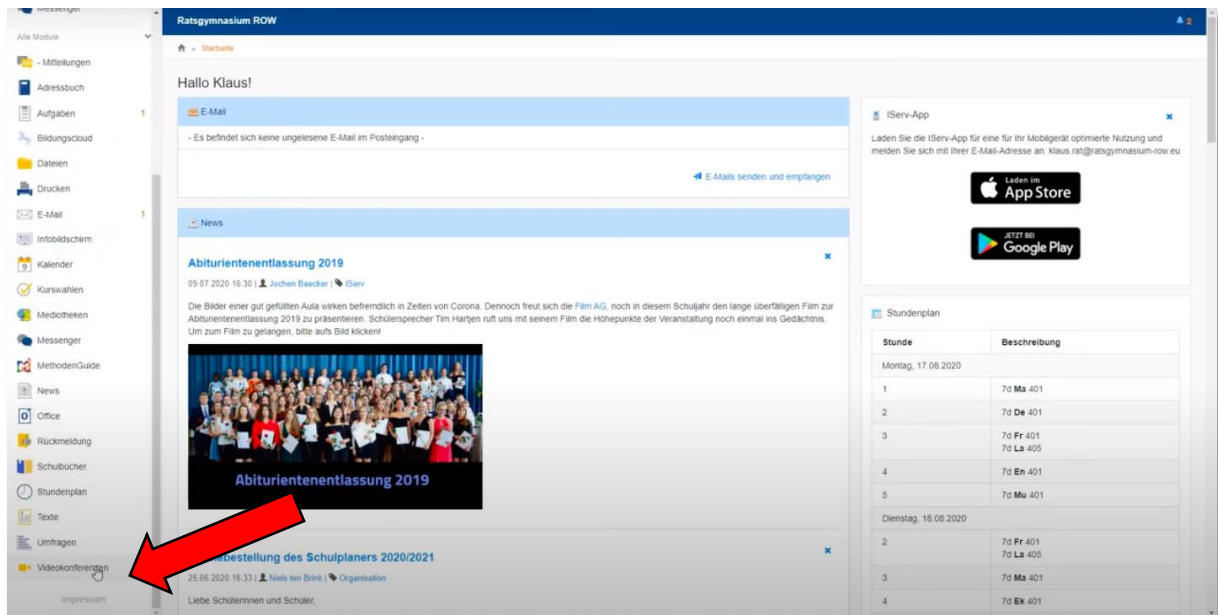 Messenger
Alle Module
- Mitteilungen
Adressbuch
Aufgaben 1
Bildungscloud
Dateien
Drucken
E-Mail 1
Infobildschirm
Kalender
Kurswahlen
Mediotheken
Messenger
MethodenGuide
News
Office
Rückmeldung
Schulbücher
Stundenplan
Texte
Umfragen
Videokonferenzen
Impressum
Ratsgymnasium ROW
2
» Startseite
Hallo Klaus!
E-Mail
- Es befindet sich keine ungelesene E-Mail im Posteingang -
E-Mails senden und empfangen
News
Abiturientenentlassung 2019
09.07.2020 16:30 | Jochen Baecker | IServ
Die Bilder einer gut gefüllten Aula wirken befremdlich in Zeiten von Corona. Dennoch freut sich die Film AG, noch in diesem Schuljahr den lange überfälligen Film zur
Abiturientenentlassung 2019 zu präsentieren. Schülersprecher Tim Hartjen ruft uns mit seinem Film die Höhepunkte der Veranstaltung noch einmal ins Gedächtnis.
Um zum Film zu gelangen, bitte aufs Bild klicken!
Abiturientenentlassung 2019
des Schulplaners 2020/2021
25.06.2020 16:33 | Niels ten Brink | Organisation
Liebe Schülerinnen und Schüler,
IServ-App
Laden Sie die IServ-App für eine für Ihr Mobilgerät optimierte Nutzung und
melden Sie sich mit Ihrer E-Mail-Adresse an: klaus.rat@ratsgymnasium-row.eu
Laden im
App Store
JETZT BEI
Google Play
Stundenplan
Stunde Beschreibung
Montag, 17.08.2020
1 7d Ma 401
2 7d De 401
3 7d Fr 401
7d La 405
4 7d En 401
5 7d Mu 401
Dienstag, 18.08.2020
2 7d Fr 401
7d La 405
3 7d Ma 401
4 7d Ek 401